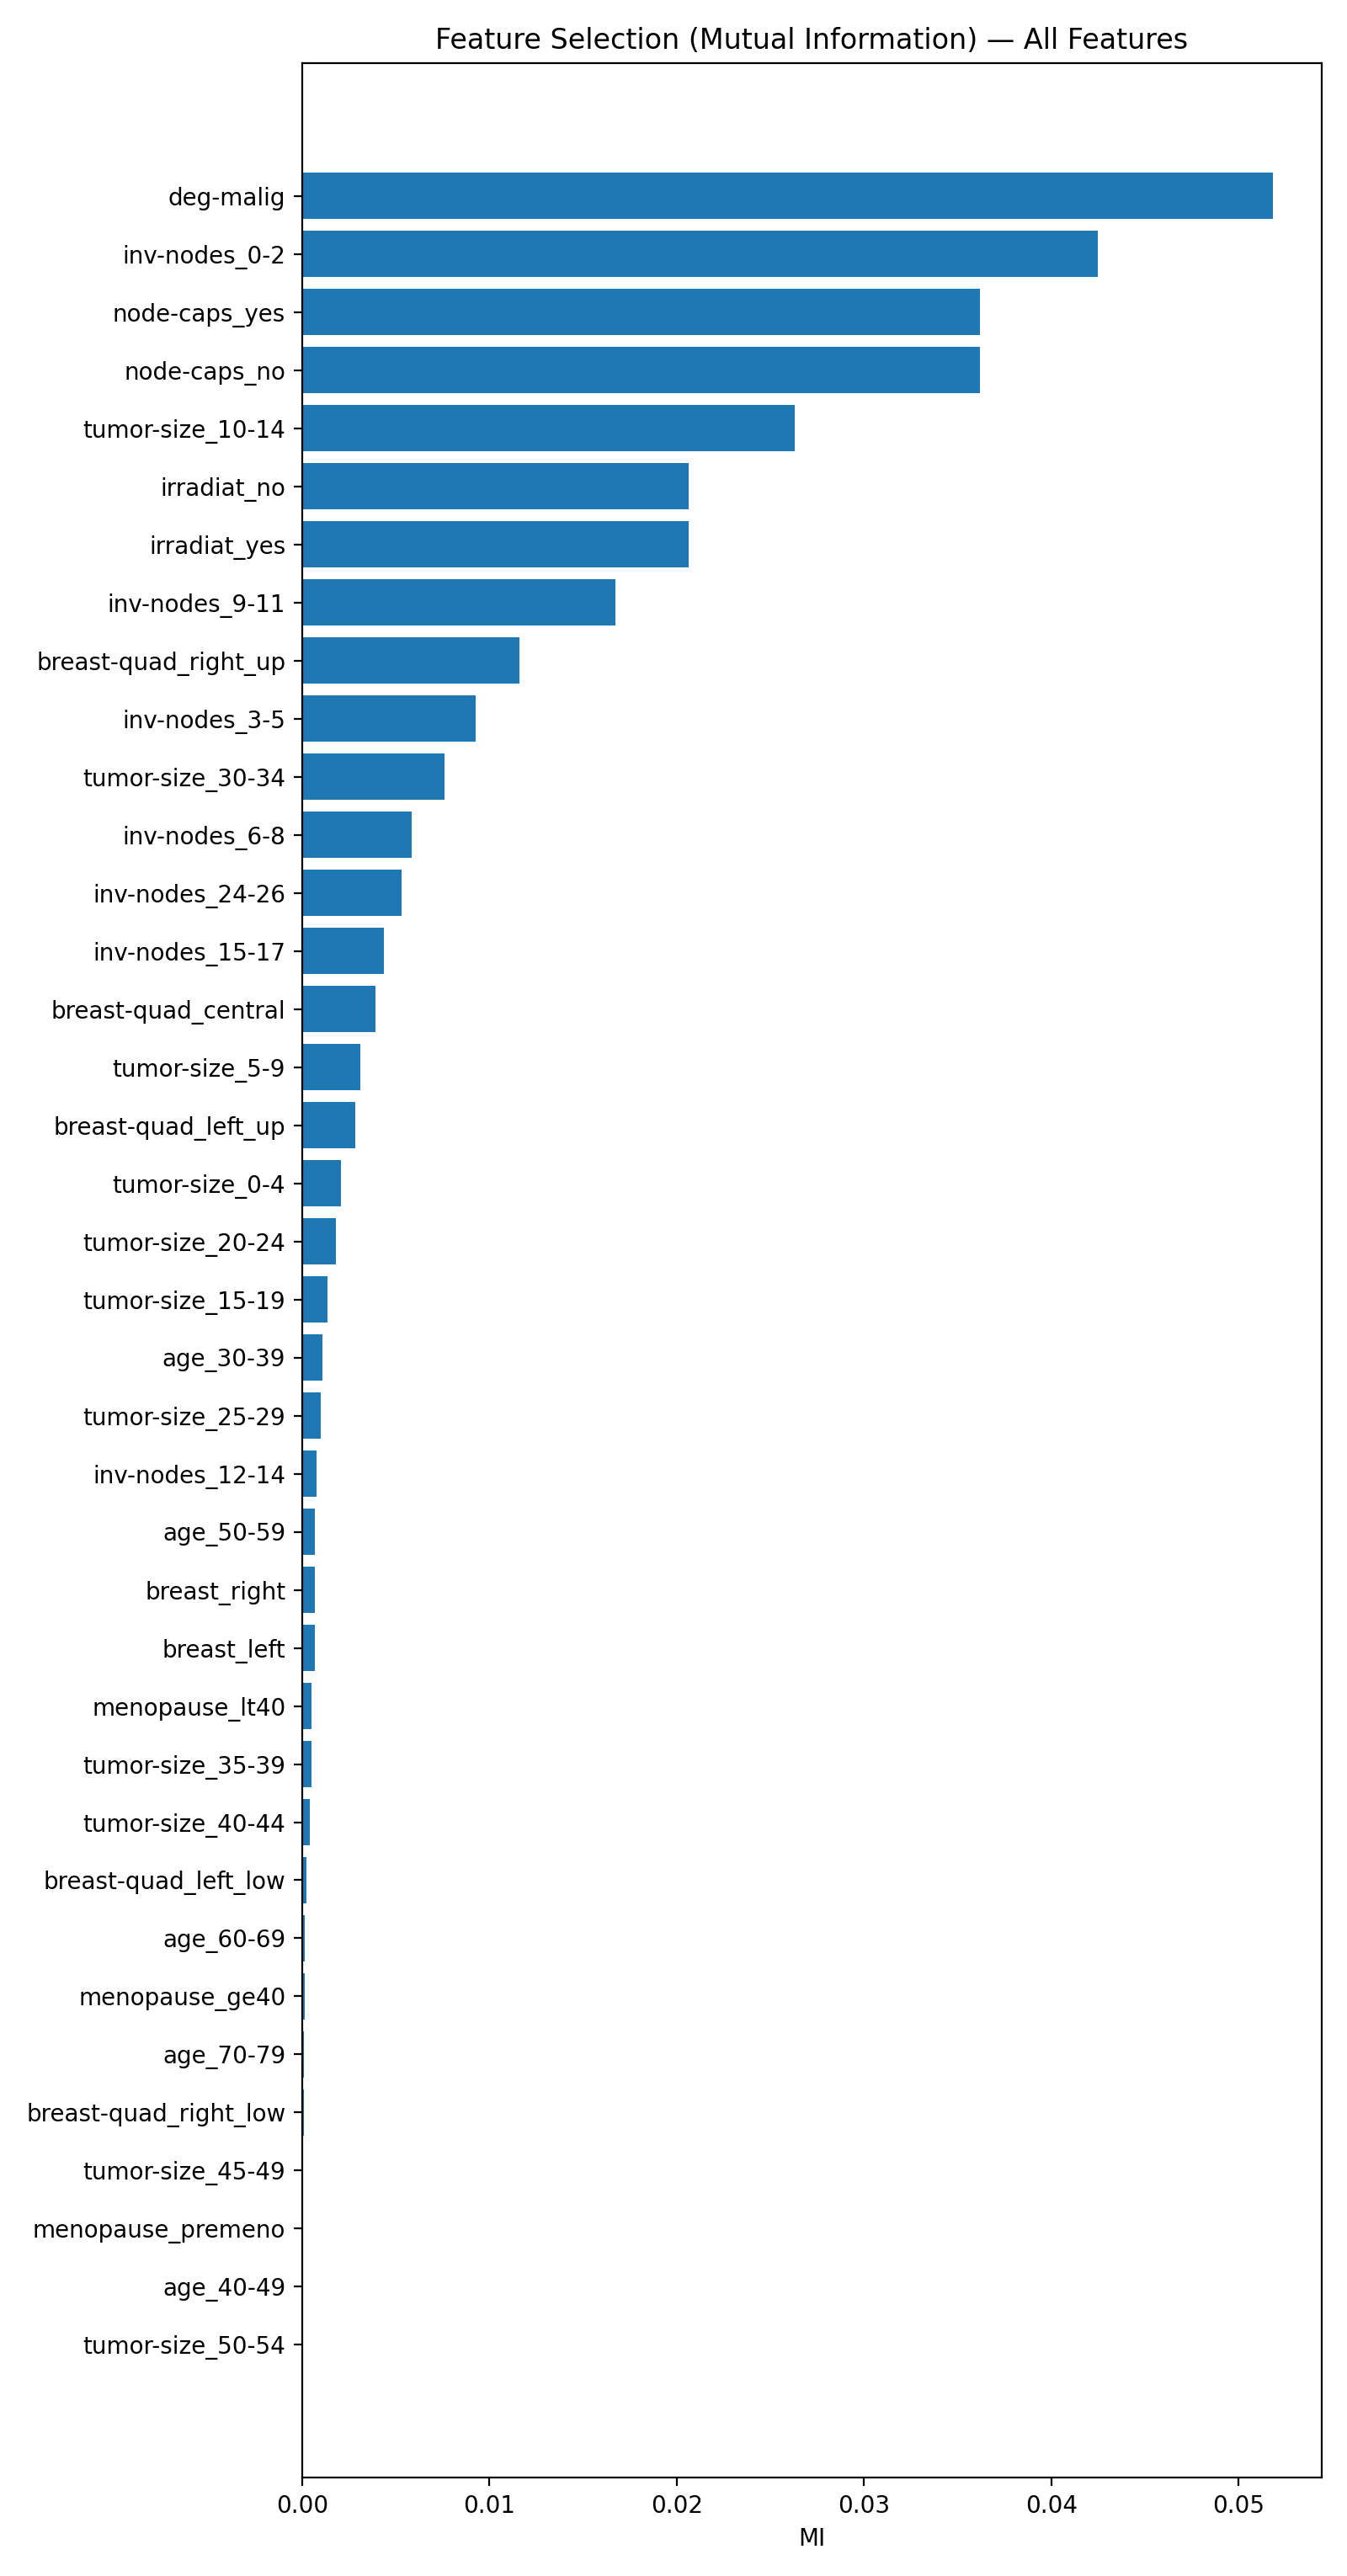 Feature Selection (Mutual Information) — All Features
deg-malig
inv-nodes_0-2
node-caps_yes
node-caps_no
tumor-size_10-14
irradiat_no
irradiat_yes
inv-nodes_9-11
breast-quad_right_up
inv-nodes_3-5
tumor-size_30-34
inv-nodes_6-8
inv-nodes_24-26
inv-nodes_15-17
breast-quad_central
tumor-size_5-9
breast-quad_left_up
tumor-size_0-4
tumor-size_20-24
tumor-size_15-19
age_30-39
tumor-size_25-29
inv-nodes_12-14
age_50-59
breast_right
breast_left
menopause_lt40
tumor-size_35-39
tumor-size_40-44
breast-quad_left_low
age_60-69
menopause_ge40
age_70-79
breast-quad_right_low
tumor-size_45-49
menopause_premeno
age_40-49
tumor-size_50-54
0.00 0.01 0.02 0.03 0.04 0.05
MI